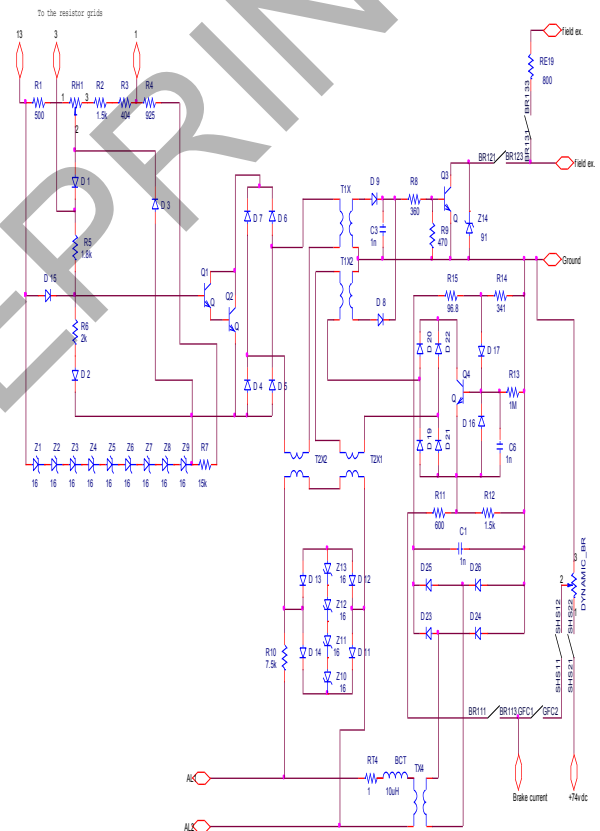 To the resistor grids
13
3
1
field ex.
R1
500
RH1
1
3
2
R2
1.5k
R3
404
R4
925
RE19
800
BR133
BR131
BR121
BR123
field ex.
D 1
D 3
D 7
D 6
T1X
D 9
C3
1n
R8
360
Q3
Q
R9
470
Z14
91
R5
1.8k
D 15
Q1
Q
Q2
Q
T1X2
D 8
Ground
R15
96.8
R14
341
R6
2k
D 2
D 4
D 5
D 20
D 22
D 17
Q4
Q
R13
1M
D 16
D 19
D 21
C6
1n
Z1
16
Z2
16
Z3
16
Z4
16
Z5
16
Z6
16
Z7
16
Z8
16
Z9
16
R7
15k
T2X2
T2X1
R11
600
R12
1.5k
C1
1n
D 25
D 26
D 23
D 24
3
2
1
DYNAMIC_BR
D 13
Z13
16
D 12
Z12
16
Z11
16
D 14
D 11
Z10
16
R10
7.5k
SHS12
SHS22
SHS11
SHS21
BR111
BR113
GFC1
GFC2
AL
RT4
1
BCT
10uH
TX4
Brake current
+74vdc
AL2